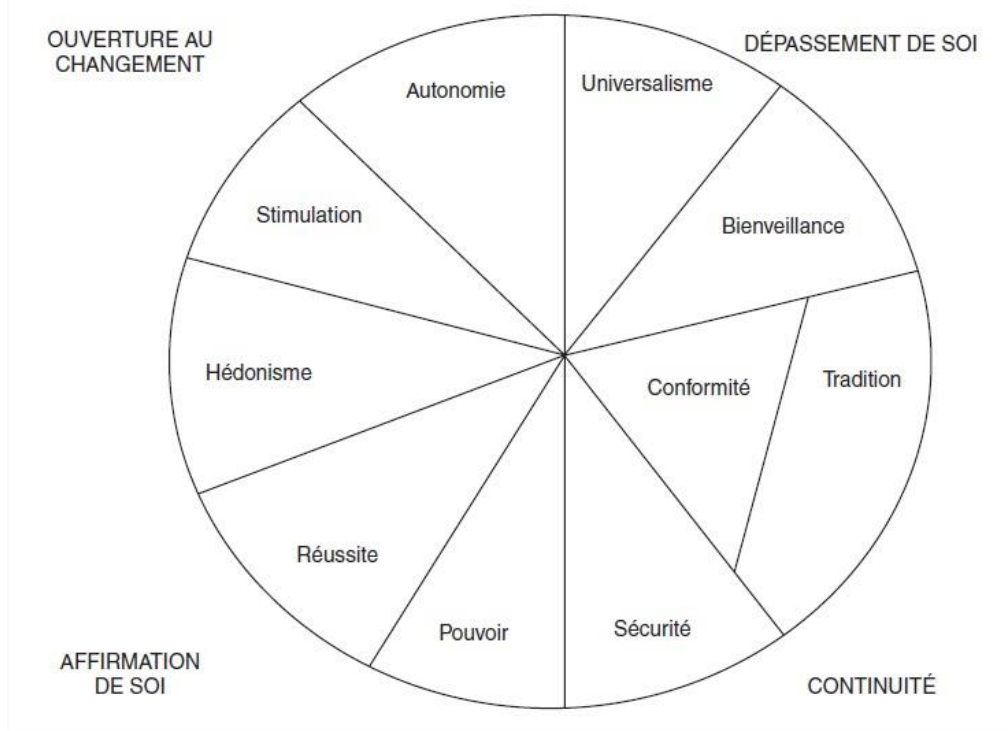 OUVERTURE AU
CHANGEMENT
DÉPASSEMENT DE SOI
Autonomie
Universalisme
Stimulation
Bienveillance
Hédonisme
Conformité
Tradition
Réussite
Pouvoir
Sécurité
AFFIRMATION
DE SOI
CONTINUITÉ